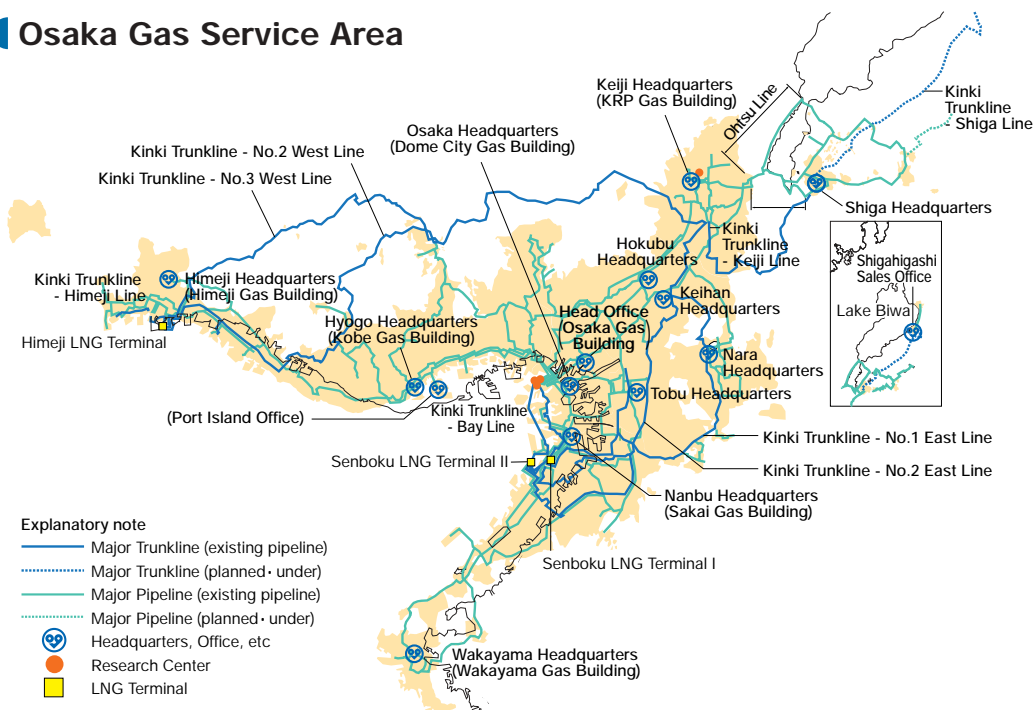 Osaka Gas Service Area
Keiji Headquarters
(KRP Gas Building)
Ohtsu Line
Kinki
Trunkline
- Shiga Line
Osaka Headquarters
(Dome City Gas Building)
Kinki Trunkline - No.2 West Line
Kinki Trunkline - No.3 West Line
Shiga Headquarters
Kinki
Trunkline
- Keiji Line
Hokubu
Headquarters
Shigahigashi
Sales Office
Lake Biwa
Kinki Trunkline
- Himeji Line
Himeji Headquarters
(Himeji Gas Building)
Keihan
Headquarters
Head Office
(Osaka Gas
Building
Hyogo Headquarters
(Kobe Gas Building)
Himeji LNG Terminal
Nara
Headquarters
Tobu Headquarters
(Port Island Office)
Kinki Trunkline
- Bay Line
Kinki Trunkline - No.1 East Line
Senboku LNG Terminal II
Kinki Trunkline - No.2 East Line
Nanbu Headquarters
(Sakai Gas Building)
Senboku LNG Terminal I
Explanatory note
Major Trunkline (existing pipeline)
Major Trunkline (planned・under)
Major Pipeline (existing pipeline)
Major Pipeline (planned・under)
Headquarters, Office, etc
Research Center
LNG Terminal
Wakayama Headquarters
(Wakayama Gas Building)